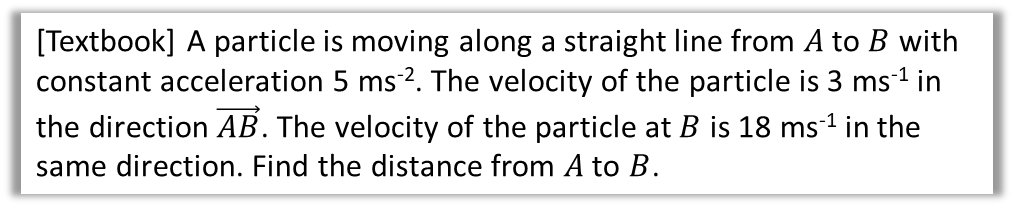 [Textbook] A particle is moving along a straight line from A to B with
constant acceleration 5 ms⁻². The velocity of the particle is 3 ms⁻¹ in
the direction \overrightarrow{AB}. The velocity of the particle at B is 18 ms⁻¹ in the
same direction. Find the distance from A to B.